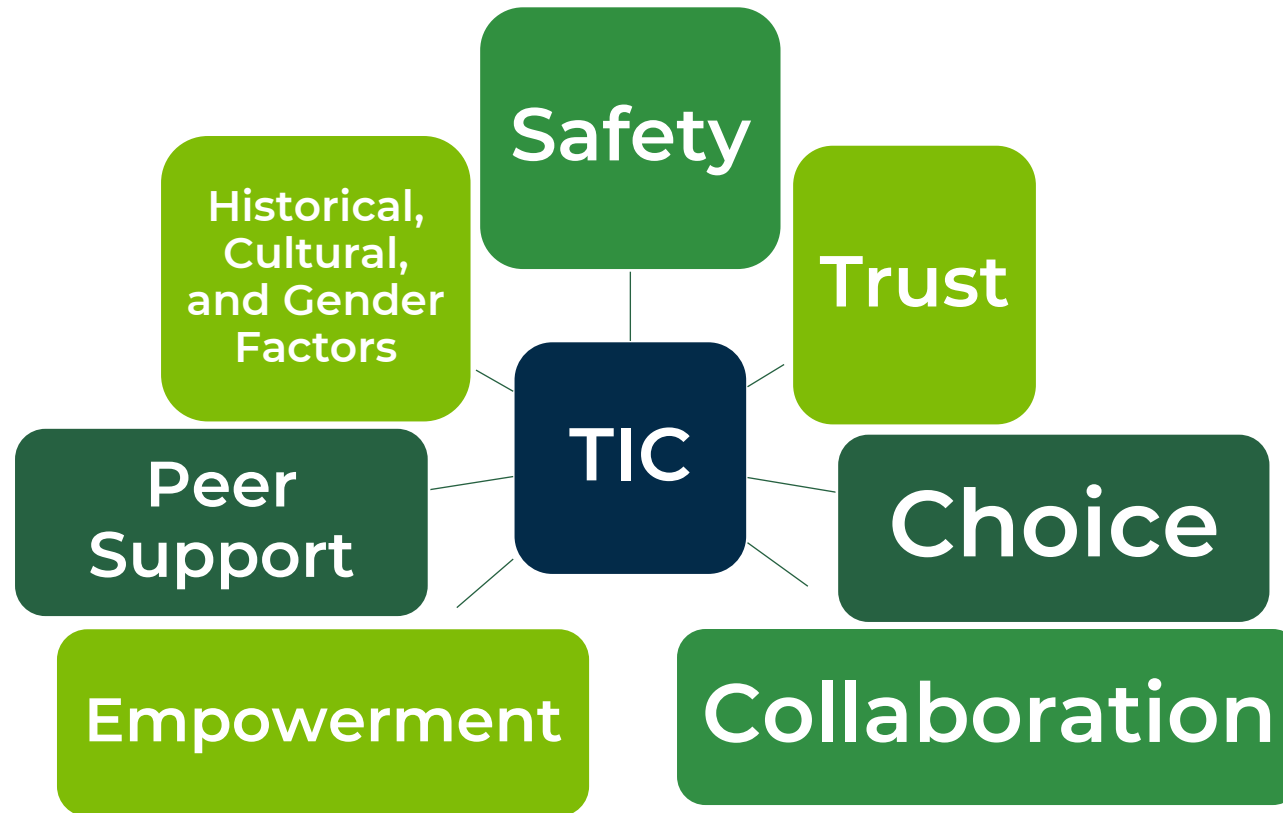 Safety
Historical,
Cultural,
and Gender
Factors
Trust
TIC
Peer
Support
Choice
Empowerment
Collaboration